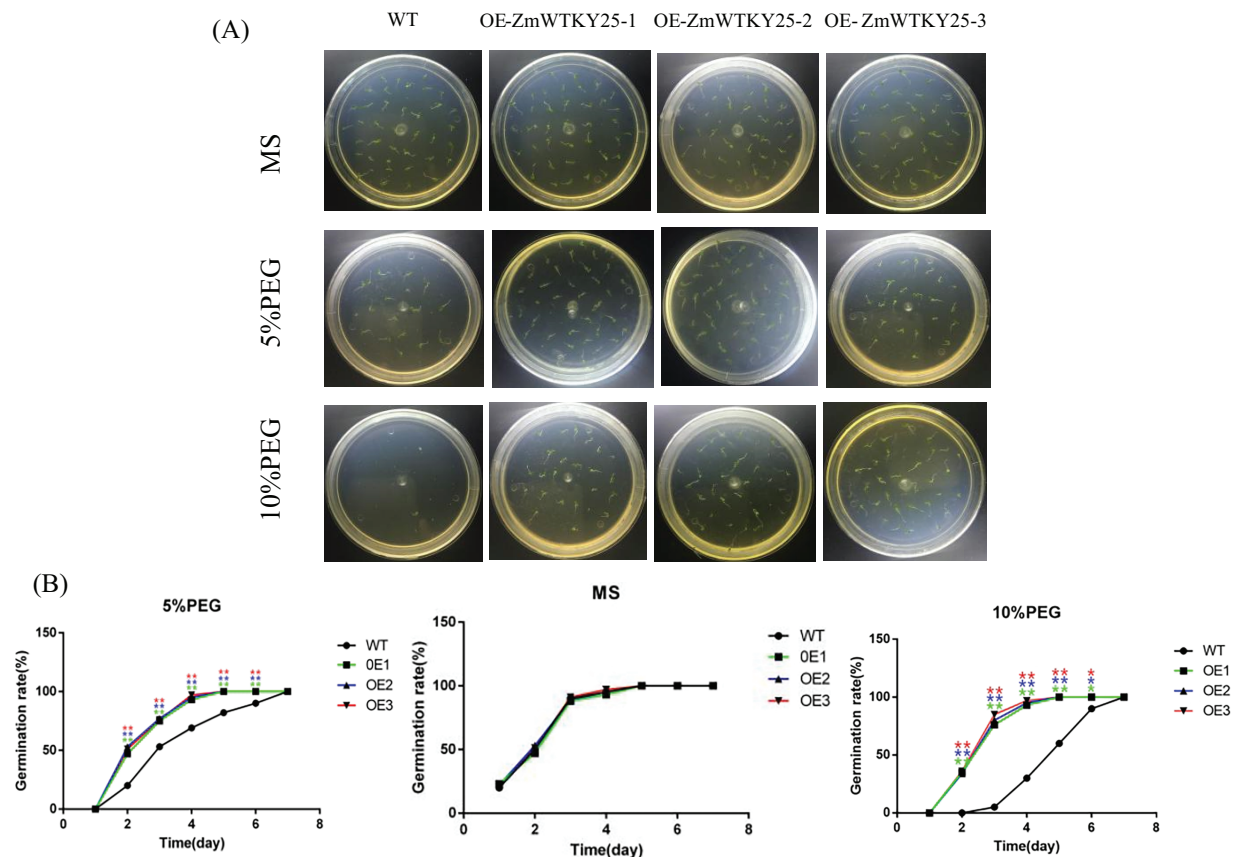 (A)
WT OE-ZmWTKY25-1 OE-ZmWTKY25-2 OE- ZmWTKY25-3
MS
5%PEG
10%PEG
(B)
5%PEG
Germination rate(%)
150
100
50
0
0 2 4 6 8
Time(day)
WT
0E1
OE2
OE3
** ** ** ** **
** ** ** ** **
** ** ** ** **
MS
Germination rate(%)
150
100
50
0
0 2 4 6 8
Time(day)
WT
0E1
OE2
OE3
10%PEG
Germination rate(%)
150
100
50
0
0 2 4 6 8
Time(day)
WT
OE1
OE2
OE3
** ** ** ** *
** ** ** ** *
** ** ** ** *